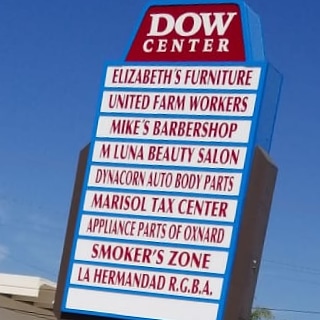 DOW
CENTER
ELIZABETH'S FURNITURE
UNITED FARM WORKERS
MIKE'S BARBERSHOP
M LUNA BEAUTY SALON
DYNACORN AUTO BODY PARTS
MARISOL TAX CENTER
APPLIANCE PARTS OF OXNARD
SMOKER'S ZONE
LA HERMANDAD R.G.B.A.